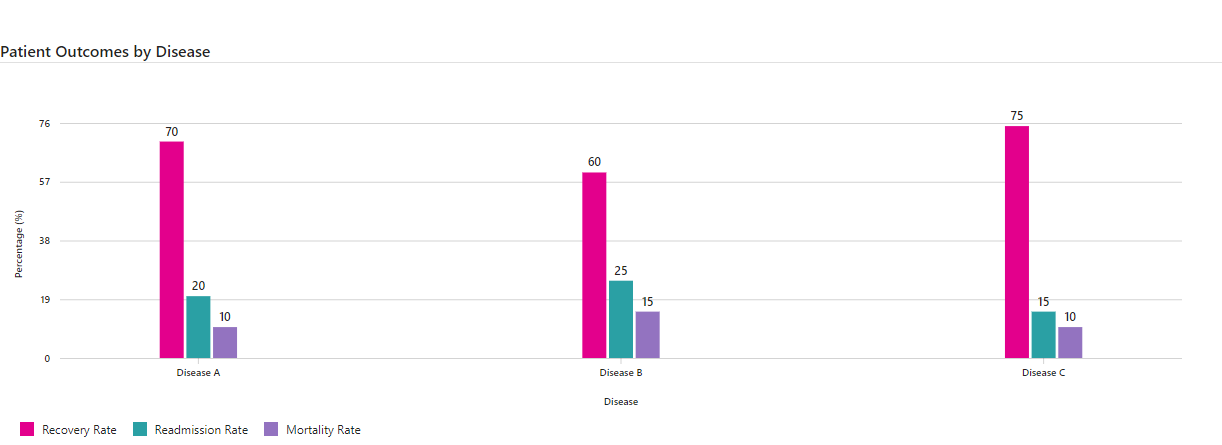 Patient Outcomes by Disease
76
57
38
19
0
Percentage (%)
70
20
10
60
25
15
75
15
10
Disease A
Disease B
Disease C
Disease
Recovery Rate
Readmission Rate
Mortality Rate